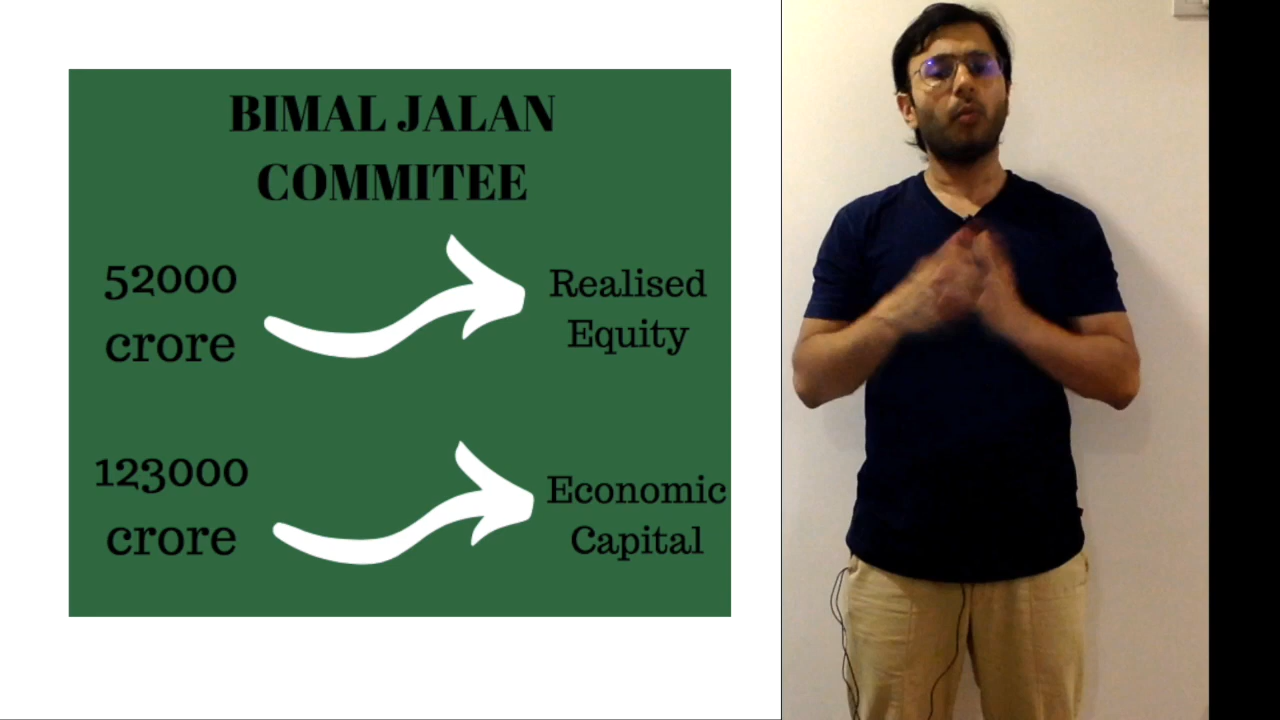 BIMAL JALAN
COMMITEE
52000
crore
Realised
Equity
123000
crore
Economic
Capital